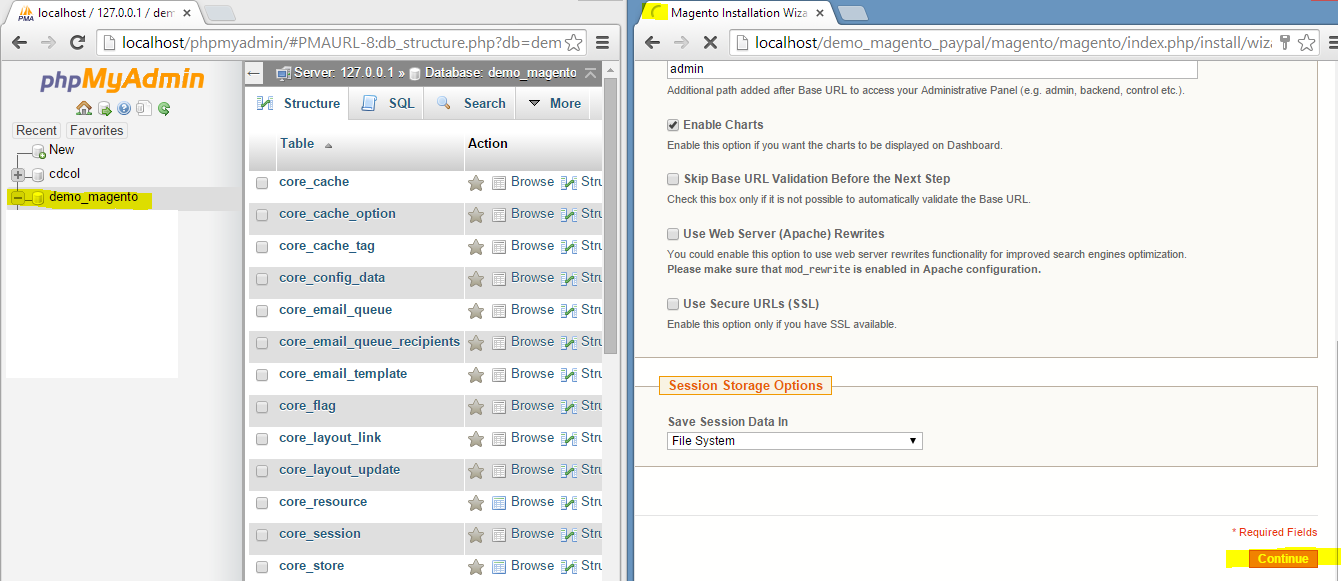 localhost / 127.0.0.1 / dem
localhost/phpmyadmin/#PMAURL-8:db_structure.php?db=dem
phpMyAdmin
Recent Favorites
New
cdcol
demo_magento
Server: 127.0.0.1 » Database: demo_magento
Structure SQL Search More
Table Action
core_cache Browse Stru
core_cache_option Browse Stru
core_cache_tag Browse Stru
core_config_data Browse Stru
core_email_queue Browse Stru
core_email_queue_recipients Browse Stru
core_email_template Browse Stru
core_flag Browse Stru
core_layout_link Browse Stru
core_layout_update Browse Stru
core_resource Browse Stru
core_session Browse Stru
core_store Browse Stru
Magento Installation Wiza
localhost/demo_magento_paypal/magento/magento/index.php/install/wiza
admin
Additional path added after Base URL to access your Administrative Panel (e.g. admin, backend, control etc.).
Enable Charts
Enable this option if you want the charts to be displayed on Dashboard.
Skip Base URL Validation Before the Next Step
Check this box only if it is not possible to automatically validate the Base URL.
Use Web Server (Apache) Rewrites
You could enable this option to use web server rewrites functionality for improved search engines optimization.
Please make sure that mod_rewrite is enabled in Apache configuration.
Use Secure URLs (SSL)
Enable this option only if you have SSL available.
Session Storage Options
Save Session Data In
File System
* Required Fields
Continue